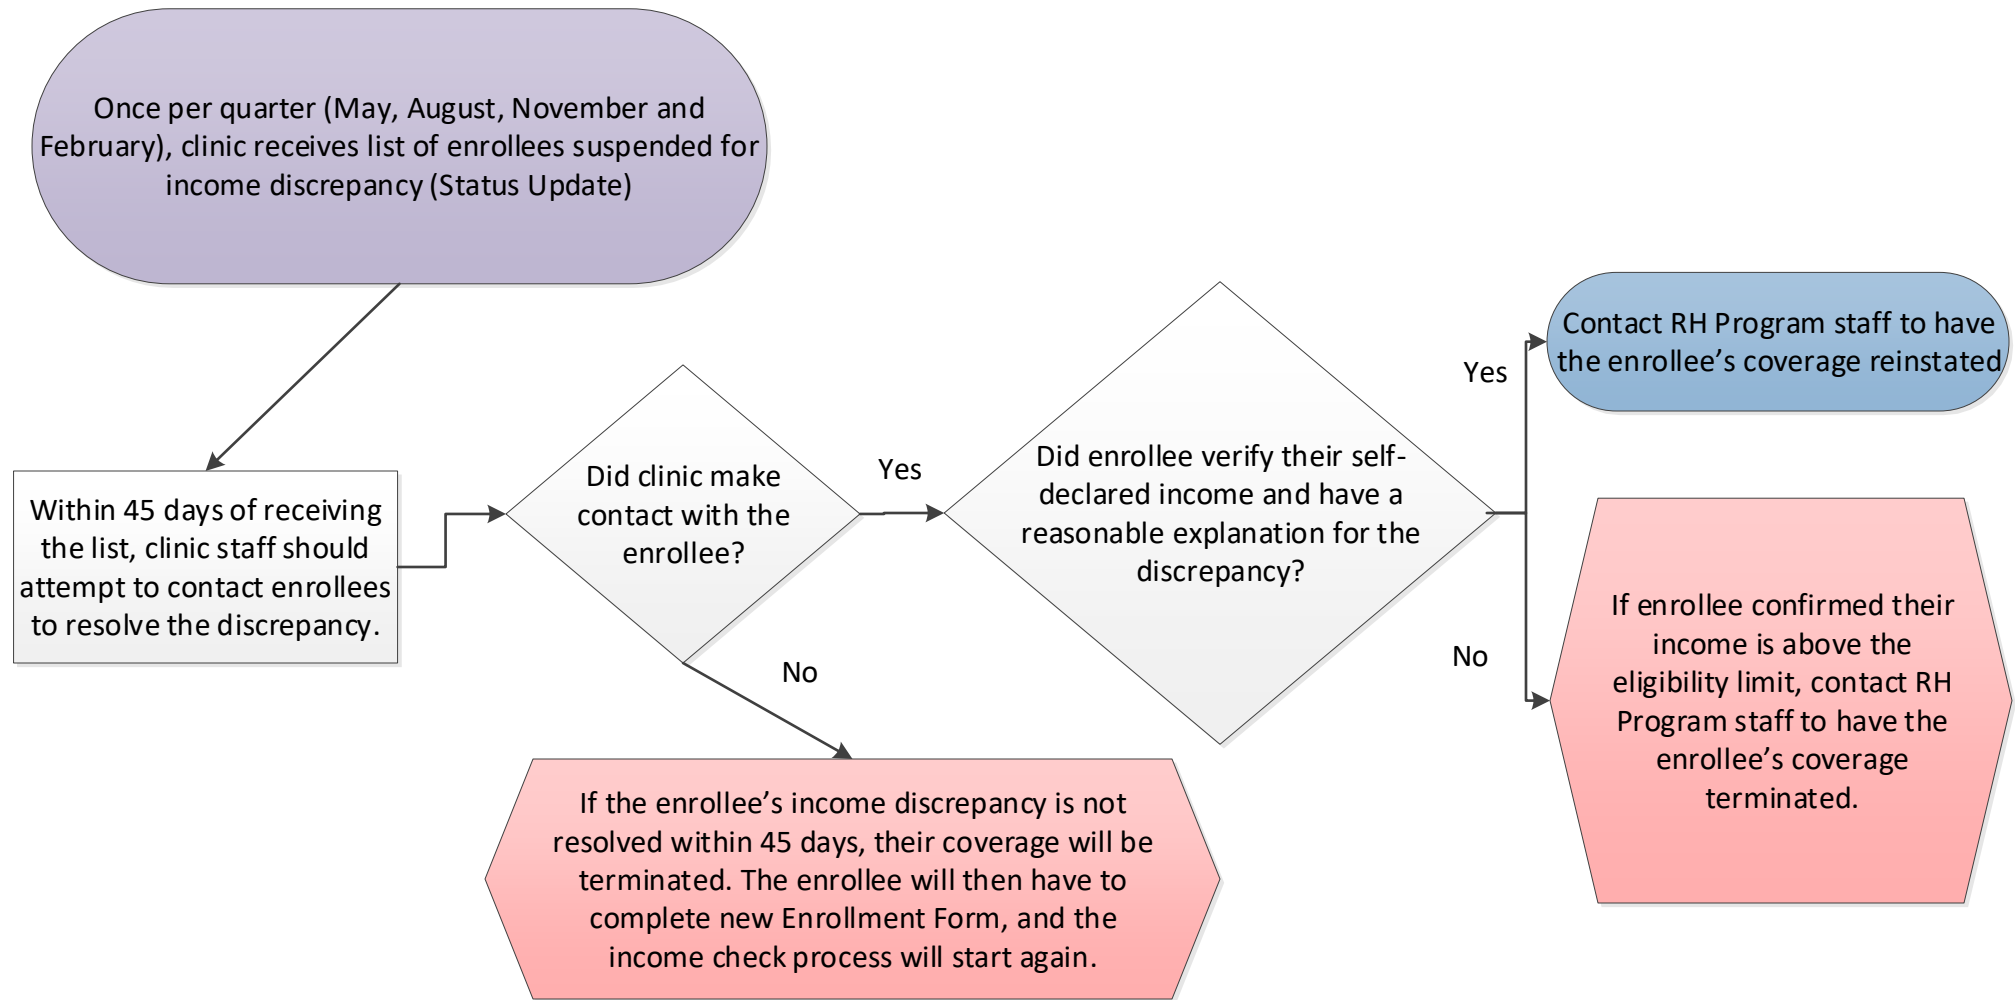 Once per quarter (May, August, November and
February), clinic receives list of enrollees suspended for
income discrepancy (Status Update)
Within 45 days of receiving
the list, clinic staff should
attempt to contact enrollees
to resolve the discrepancy.
Did clinic make
contact with the
enrollee?
Yes
No
If the enrollee’s income discrepancy is not
resolved within 45 days, their coverage will be
terminated. The enrollee will then have to
complete new Enrollment Form, and the
income check process will start again.
Did enrollee verify their self-
declared income and have a
reasonable explanation for the
discrepancy?
Yes
Contact RH Program staff to have
the enrollee’s coverage reinstated
No
If enrollee confirmed their
income is above the
eligibility limit, contact RH
Program staff to have the
enrollee’s coverage
terminated.